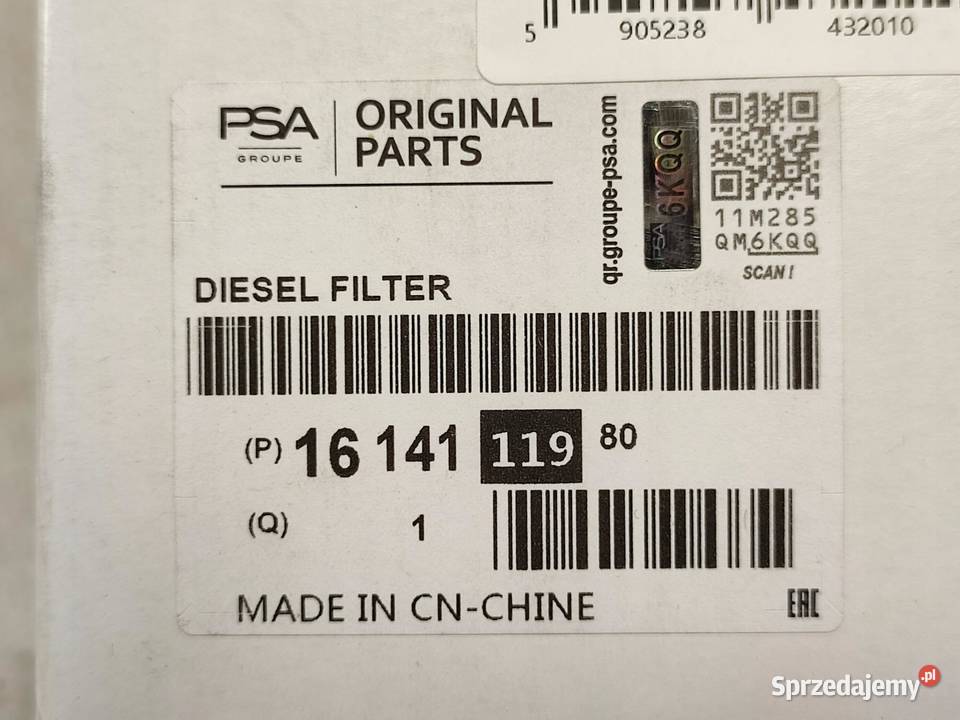 5 905238 432010
PSA
GROUPE
ORIGINAL
PARTS
qr.groupe-psa.com
PSA 6KQQ
11M285
QM6KQQ
SCAN!
DIESEL FILTER
(P) 16 141 119 80
(Q) 1
MADE IN CN-CHINE
EAC
Sprzedajemy.pl